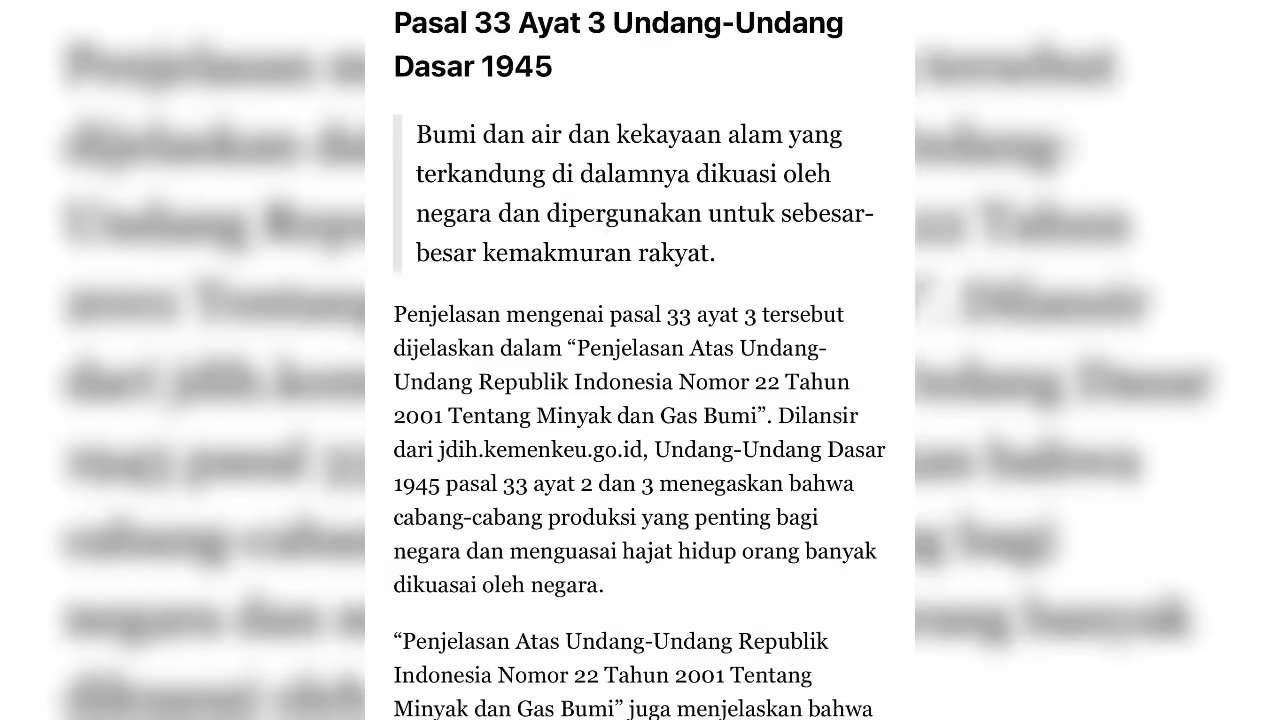 Pasal 33 Ayat 3 Undang-Undang
Dasar 1945
Bumi dan air dan kekayaan alam yang
terkandung di dalamnya dikuasi oleh
negara dan dipergunakan untuk sebesar-
besar kemakmuran rakyat.
Penjelasan mengenai pasal 33 ayat 3 tersebut
dijelaskan dalam “Penjelasan Atas Undang-
Undang Republik Indonesia Nomor 22 Tahun
2001 Tentang Minyak dan Gas Bumi”. Dilansir
dari jdih.kemenkeu.go.id, Undang-Undang Dasar
1945 pasal 33 ayat 2 dan 3 menegaskan bahwa
cabang-cabang produksi yang penting bagi
negara dan menguasai hajat hidup orang banyak
dikuasai oleh negara.
“Penjelasan Atas Undang-Undang Republik
Indonesia Nomor 22 Tahun 2001 Tentang
Minyak dan Gas Bumi” juga menjelaskan bahwa